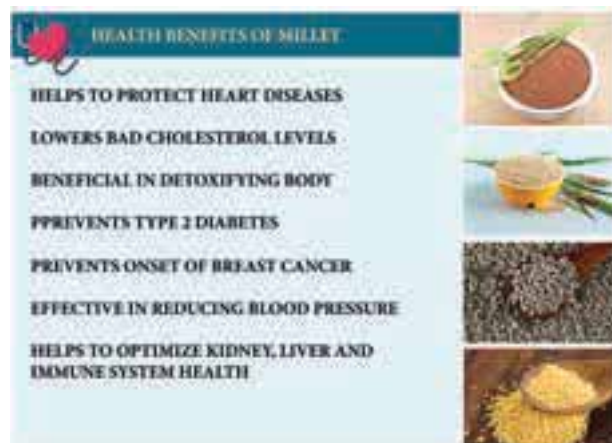 HEALTH BENEFITS OF MILLET
HELPS TO PROTECT HEART DISEASES
LOWERS BAD CHOLESTEROL LEVELS
BENEFICIAL IN DETOXIFYING BODY
PPREVENTS TYPE 2 DIABETES
PREVENTS ONSET OF BREAST CANCER
EFFECTIVE IN REDUCING BLOOD PRESSURE
HELPS TO OPTIMIZE KIDNEY, LIVER AND
IMMUNE SYSTEM HEALTH